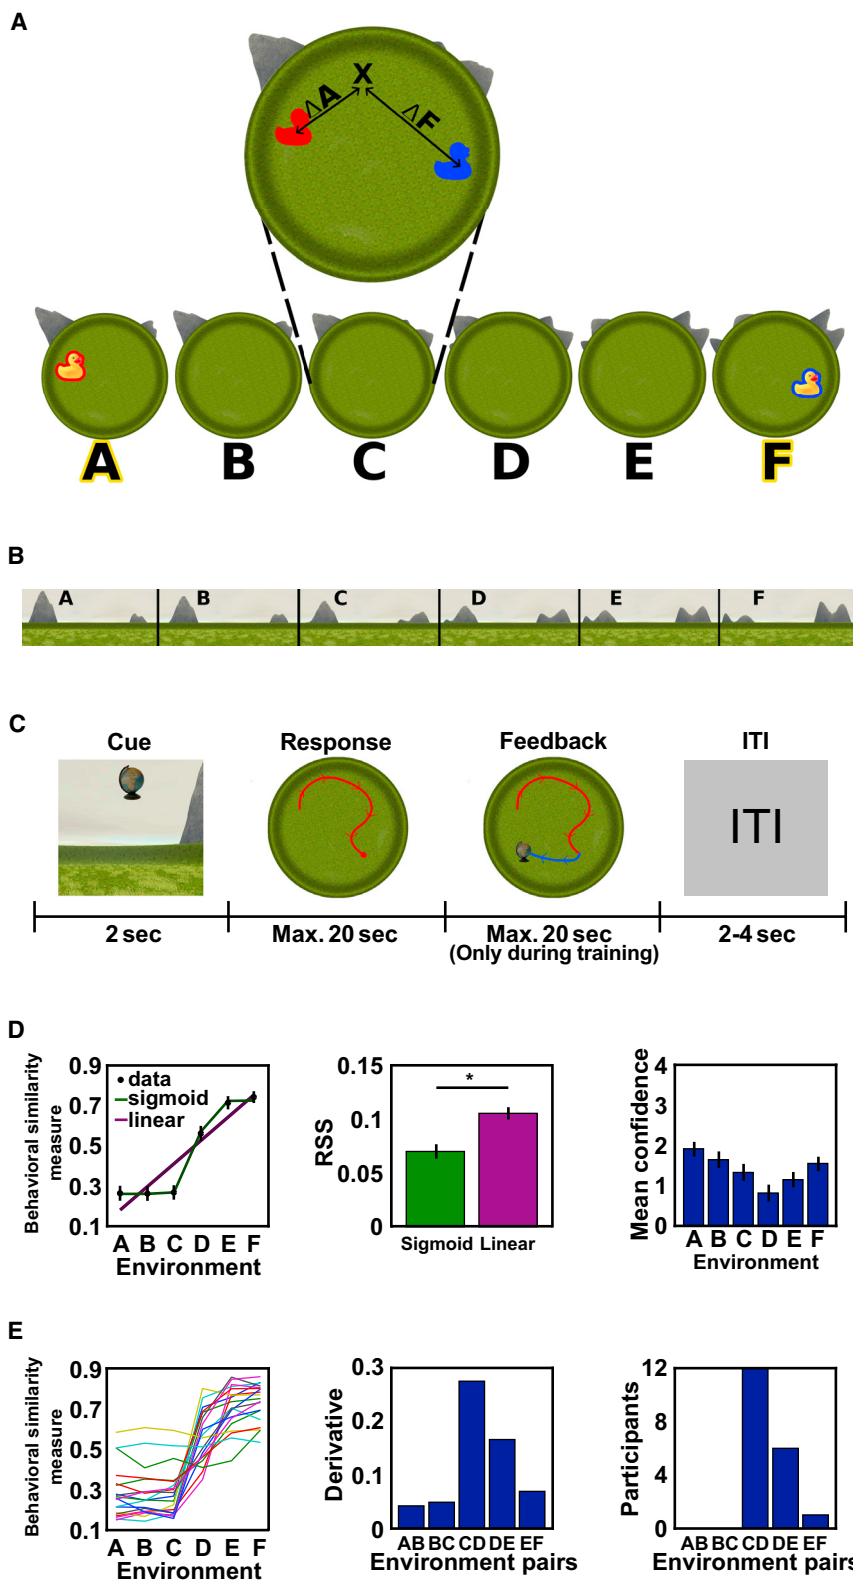 A
X
ΔA
ΔF
A B C D E F
B
A B C D E F
C
Cue Response Feedback ITI
ITI
2 sec Max. 20 sec Max. 20 sec 2-4 sec
(Only during training)
D
Behavioral similarity
measure
0.9
0.7
0.5
0.3
0.1
data
sigmoid
linear
A B C D E F
Environment
RSS
0.15
0.1
0.05
0
*
Sigmoid Linear
Mean confidence
4
3
2
1
0
A B C D E F
Environment
E
Behavioral similarity
measure
0.9
0.7
0.5
0.3
0.1
A B C D E F
Environment
Derivative
0.3
0.2
0.1
0
AB BC CD DE EF
Environment pairs
Participants
12
8
4
0
AB BC CD DE EF
Environment pairs